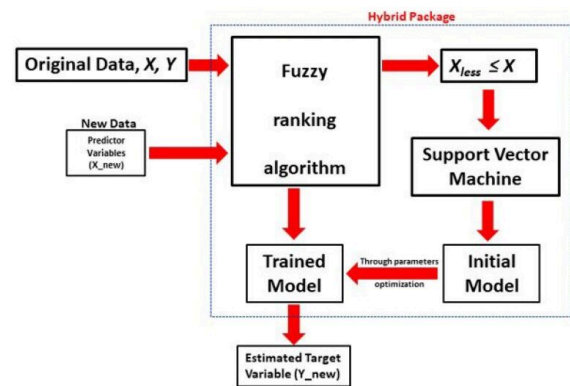 Hybrid Package
Original Data, X, Y
Fuzzy
ranking
algorithm
X_less ≤ X
New Data
Predictor
Variables
(X_new)
Support Vector
Machine
Trained
Model
Through parameters
optimization
Initial
Model
Estimated Target
Variable (Y_new)